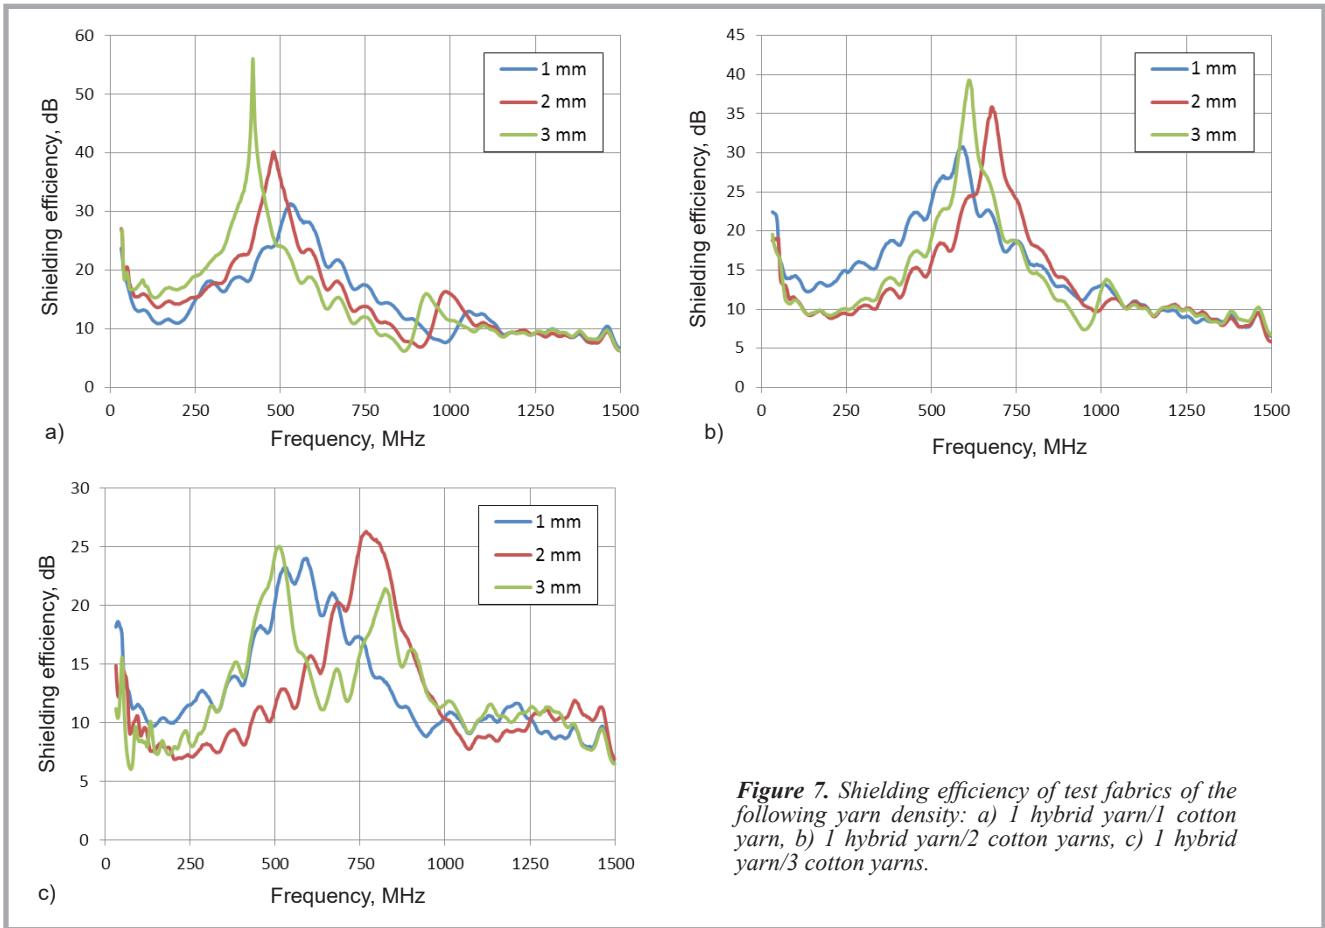 60
50
40
30
20
10
0
Shielding efficiency, dB
1 mm
2 mm
3 mm
0 250 500 750 1000 1250 1500
Frequency, MHz
a)
45
40
35
30
25
20
15
10
5
0
Shielding efficiency, dB
1 mm
2 mm
3 mm
0 250 500 750 1000 1250 1500
Frequency, MHz
b)
30
25
20
15
10
5
0
Shielding efficiency, dB
1 mm
2 mm
3 mm
0 250 500 750 1000 1250 1500
Frequency, MHz
c)
Figure 7. Shielding efficiency of test fabrics of the
following yarn density: a) 1 hybrid yarn/1 cotton
yarn, b) 1 hybrid yarn/2 cotton yarns, c) 1 hybrid
yarn/3 cotton yarns.